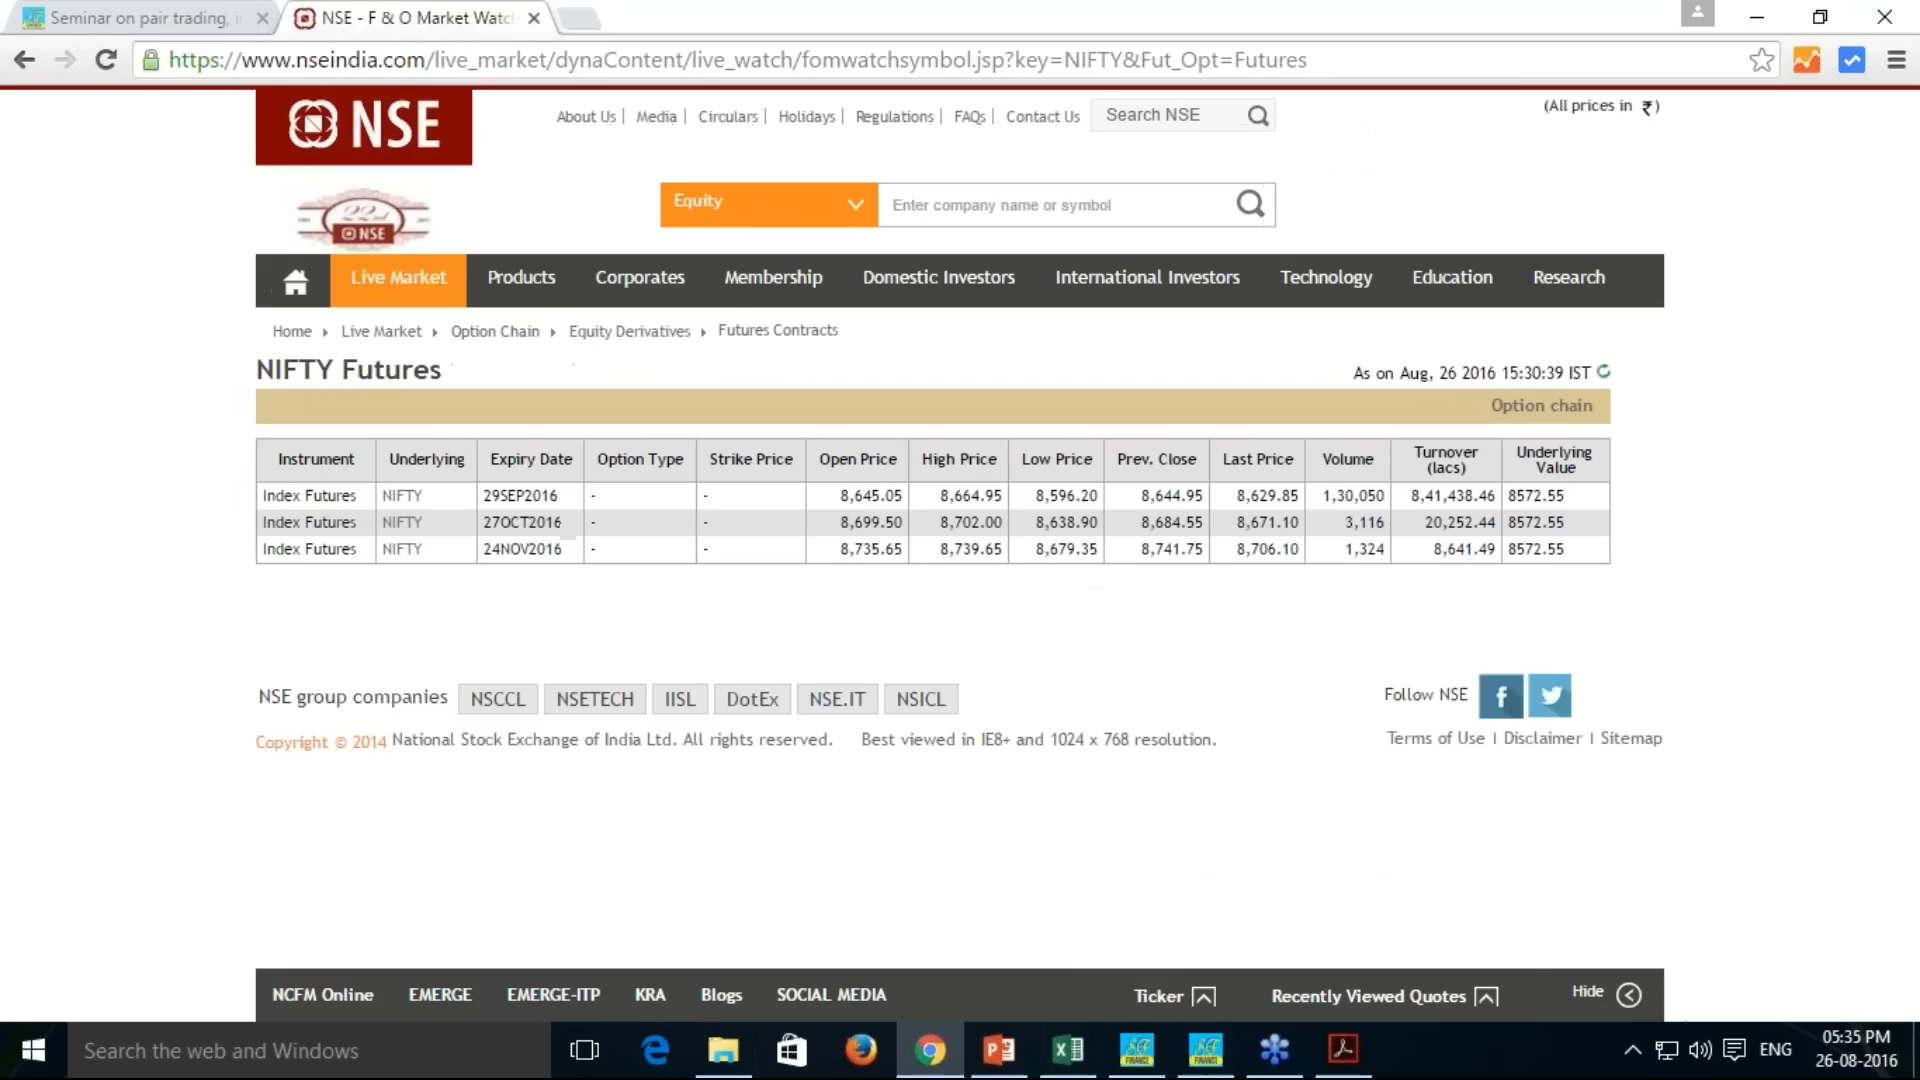 Seminar on pair trading, i
NSE - F & O Market Watc
https://www.nseindia.com/live_market/dynaContent/live_watch/fomwatchsymbol.jsp?key=NIFTY&Fut_Opt=Futures
NSE
About Us | Media | Circulars | Holidays | Regulations | FAQs | Contact Us
Search NSE
(All prices in ₹)
22nd
NSE
Equity
Enter company name or symbol
Live Market Products Corporates Membership Domestic Investors International Investors Technology Education Research
Home Live Market Option Chain Equity Derivatives Futures Contracts
NIFTY Futures
As on Aug, 26 2016 15:30:39 IST
Option chain
Instrument Underlying Expiry Date Option Type Strike Price Open Price High Price Low Price Prev. Close Last Price Volume Turnover (lacs) Underlying Value
Index Futures NIFTY 29SEP2016 - - 8,645.05 8,664.95 8,596.20 8,644.95 8,629.85 1,30,050 8,41,438.46 8572.55
Index Futures NIFTY 27OCT2016 - - 8,699.50 8,702.00 8,638.90 8,684.55 8,671.10 3,116 20,252.44 8572.55
Index Futures NIFTY 24NOV2016 - - 8,735.65 8,739.65 8,679.35 8,741.75 8,706.10 1,324 8,641.49 8572.55
NSE group companies NSCCL NSETECH IISL DotEx NSE.IT NSICL
Follow NSE
Copyright © 2014 National Stock Exchange of India Ltd. All rights reserved. Best viewed in IE8+ and 1024 x 768 resolution.
Terms of Use | Disclaimer | Sitemap
NCFM Online EMERGE EMERGE-ITP KRA Blogs SOCIAL MEDIA
Ticker Recently Viewed Quotes Hide
Search the web and Windows
ENG
05:35 PM
26-08-2016